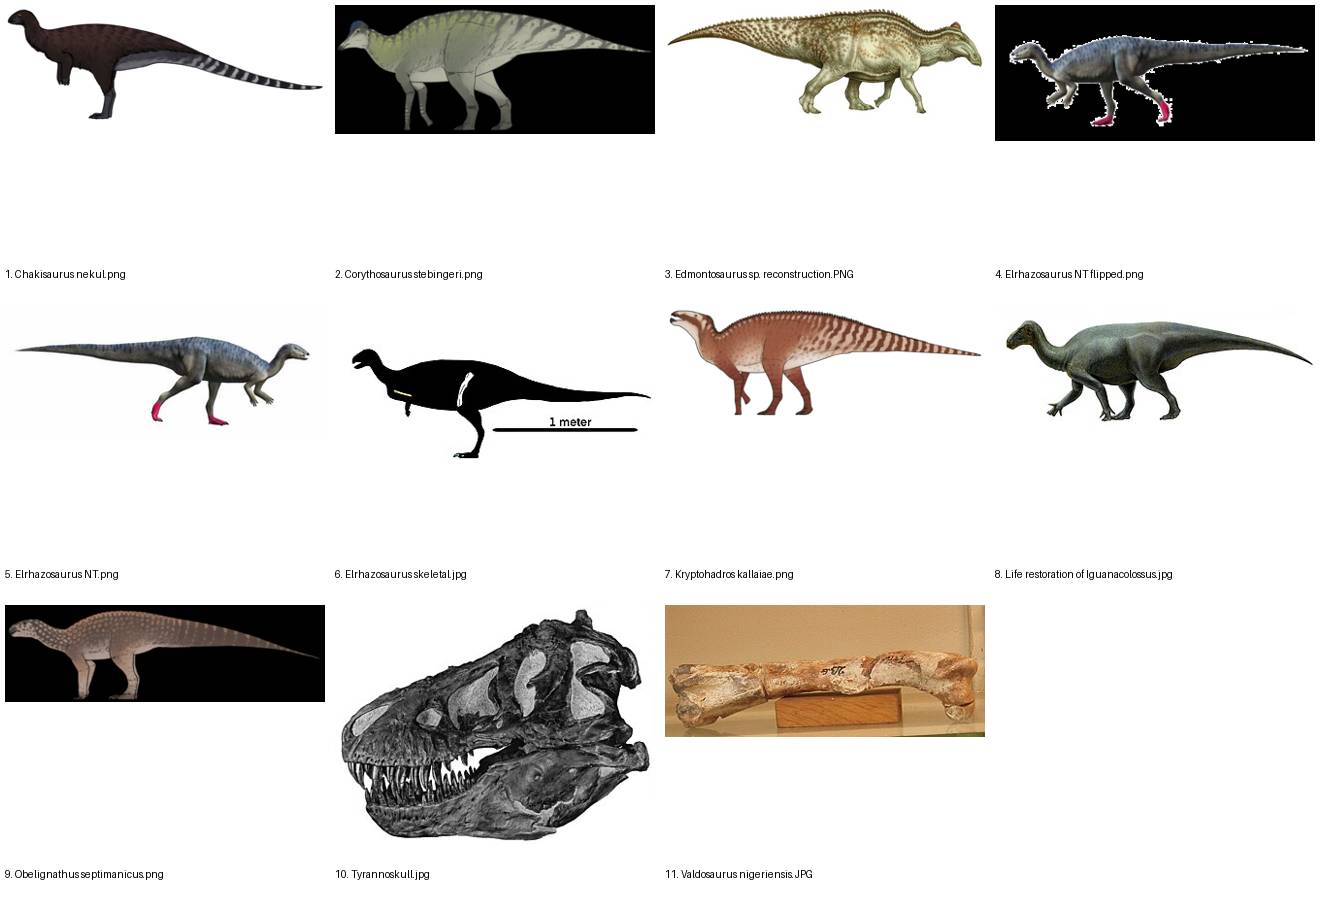 1. Chakisaurus nekul.png
2. Corythosaurus stebingeri.png
3. Edmontosaurus sp. reconstruction.PNG
4. Elrhazosaurus NT flipped.png
1 meter
5. Elrhazosaurus NT.png
6. Elrhazosaurus skeletal.jpg
7. Kryptohadros kallaiae.png
8. Life restoration of Iguanacolossus.jpg
9. Obelignathus septimanicus.png
10. Tyrannoskull.jpg
11. Valdosaurus nigeriensis.JPG